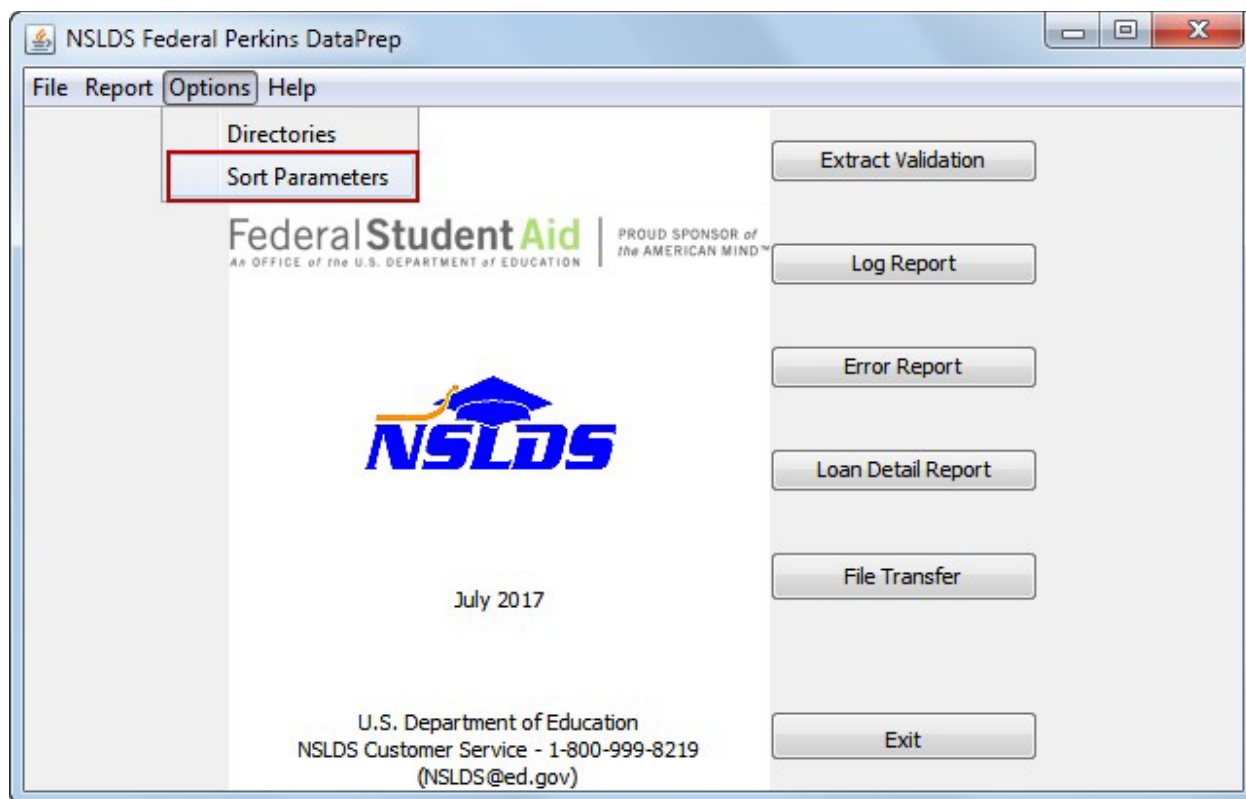 NSLDS Federal Perkins DataPrep
File Report Options Help
Directories
Sort Parameters
Extract Validation
Federal Student Aid
An OFFICE of the U.S. DEPARTMENT of EDUCATION
PROUD SPONSOR of
the AMERICAN MIND™
Log Report
Error Report
NSLDS
Loan Detail Report
File Transfer
July 2017
U.S. Department of Education
NSLDS Customer Service - 1-800-999-8219
(NSLDS@ed.gov)
Exit